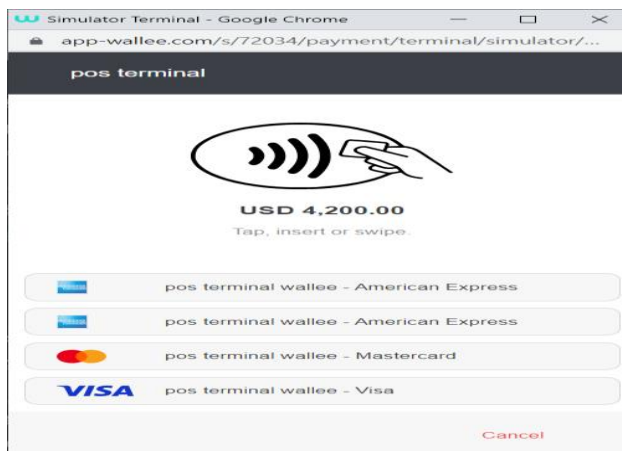 Simulator Terminal - Google Chrome
app-wallee.com/s/72034/payment/terminal/simulator/...
pos terminal
USD 4,200.00
Tap, insert or swipe.
pos terminal wallee - American Express
pos terminal wallee - American Express
pos terminal wallee - Mastercard
VISA pos terminal wallee - Visa
Cancel